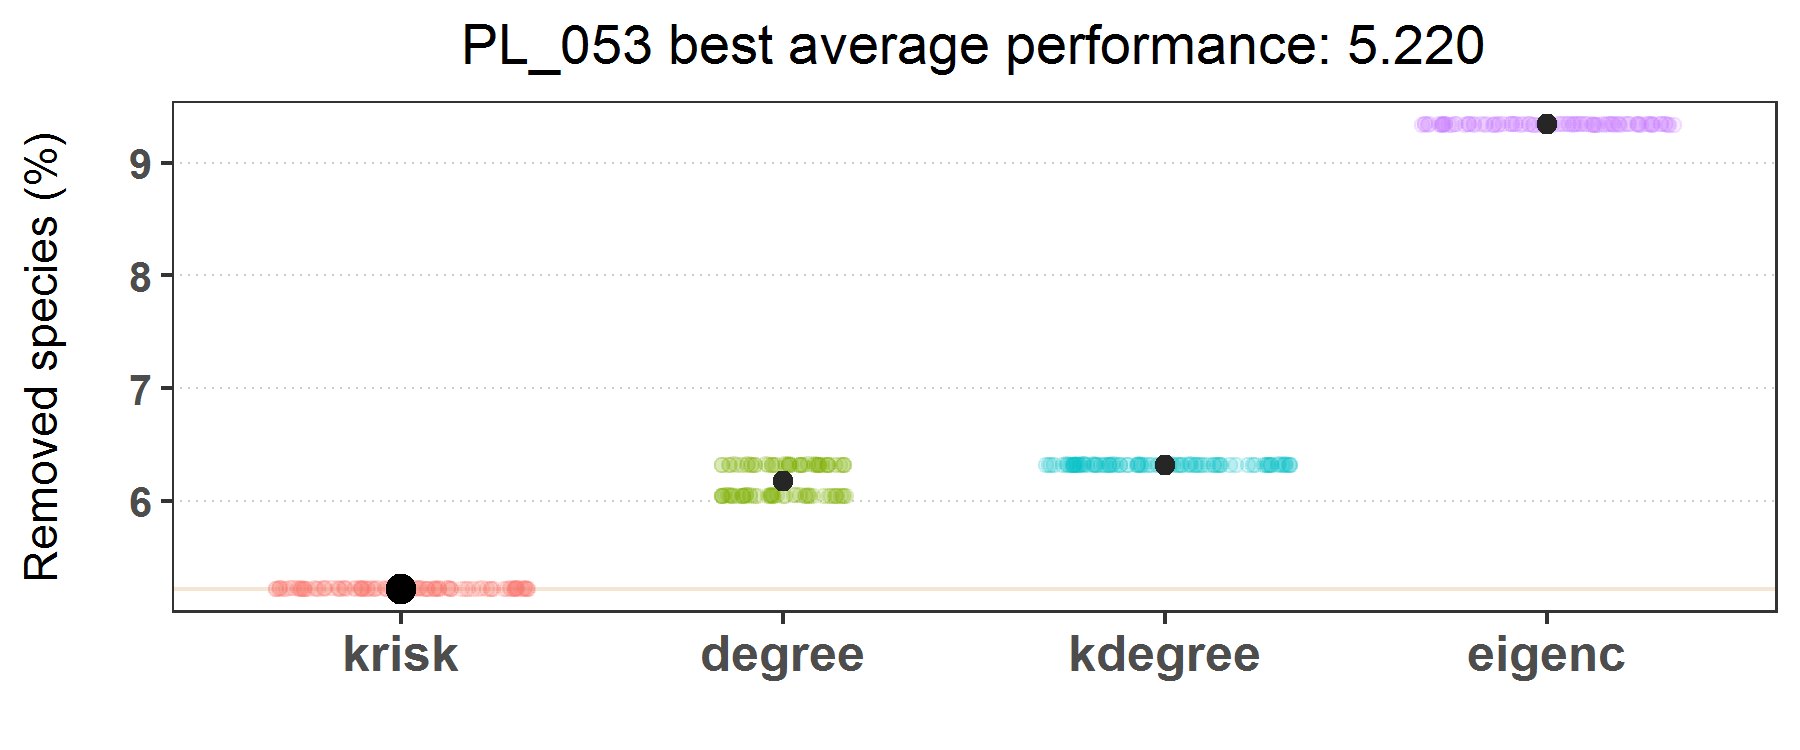 PL_053 best average performance: 5.220
Removed species (%)
9
8
7
6
krisk degree kdegree eigenc